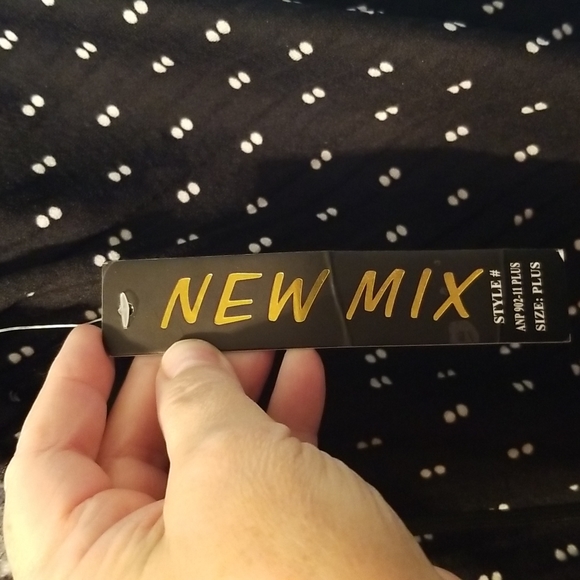 NEW MIX
STYLE #
ANP 902-11 PLUS
SIZE: PLUS